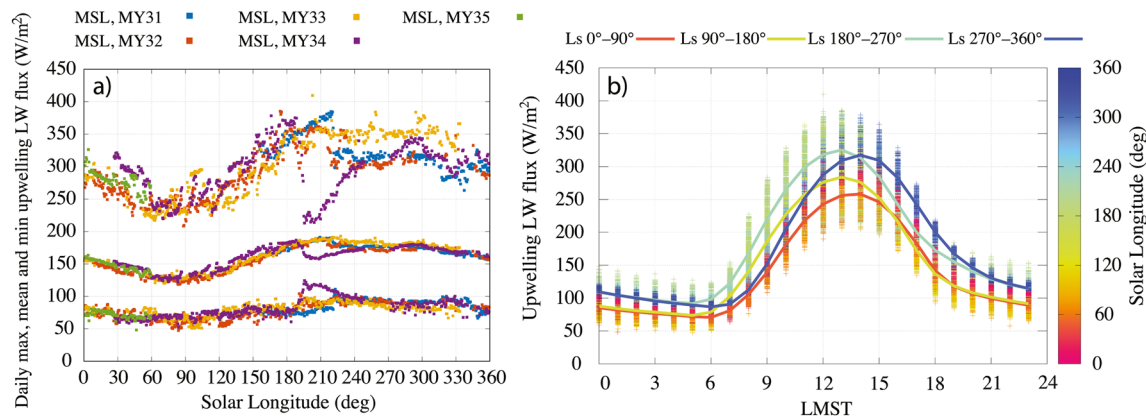 MSL, MY31 MSL, MY33 MSL, MY35
MSL, MY32 MSL, MY34
Daily max, mean and min upwelling LW flux (W/m²)
a)
450
400
350
300
250
200
150
100
50
0
0 30 60 90 120 150 180 210 240 270 300 330 360
Solar Longitude (deg)
Ls 0°–90° Ls 90°–180° Ls 180°–270° Ls 270°–360°
Upwelling LW flux (W/m²)
b)
450
400
350
300
250
200
150
100
50
0
0 3 6 9 12 15 18 21 24
LMST
360
300
240
180
120
60
0
Solar Longitude (deg)